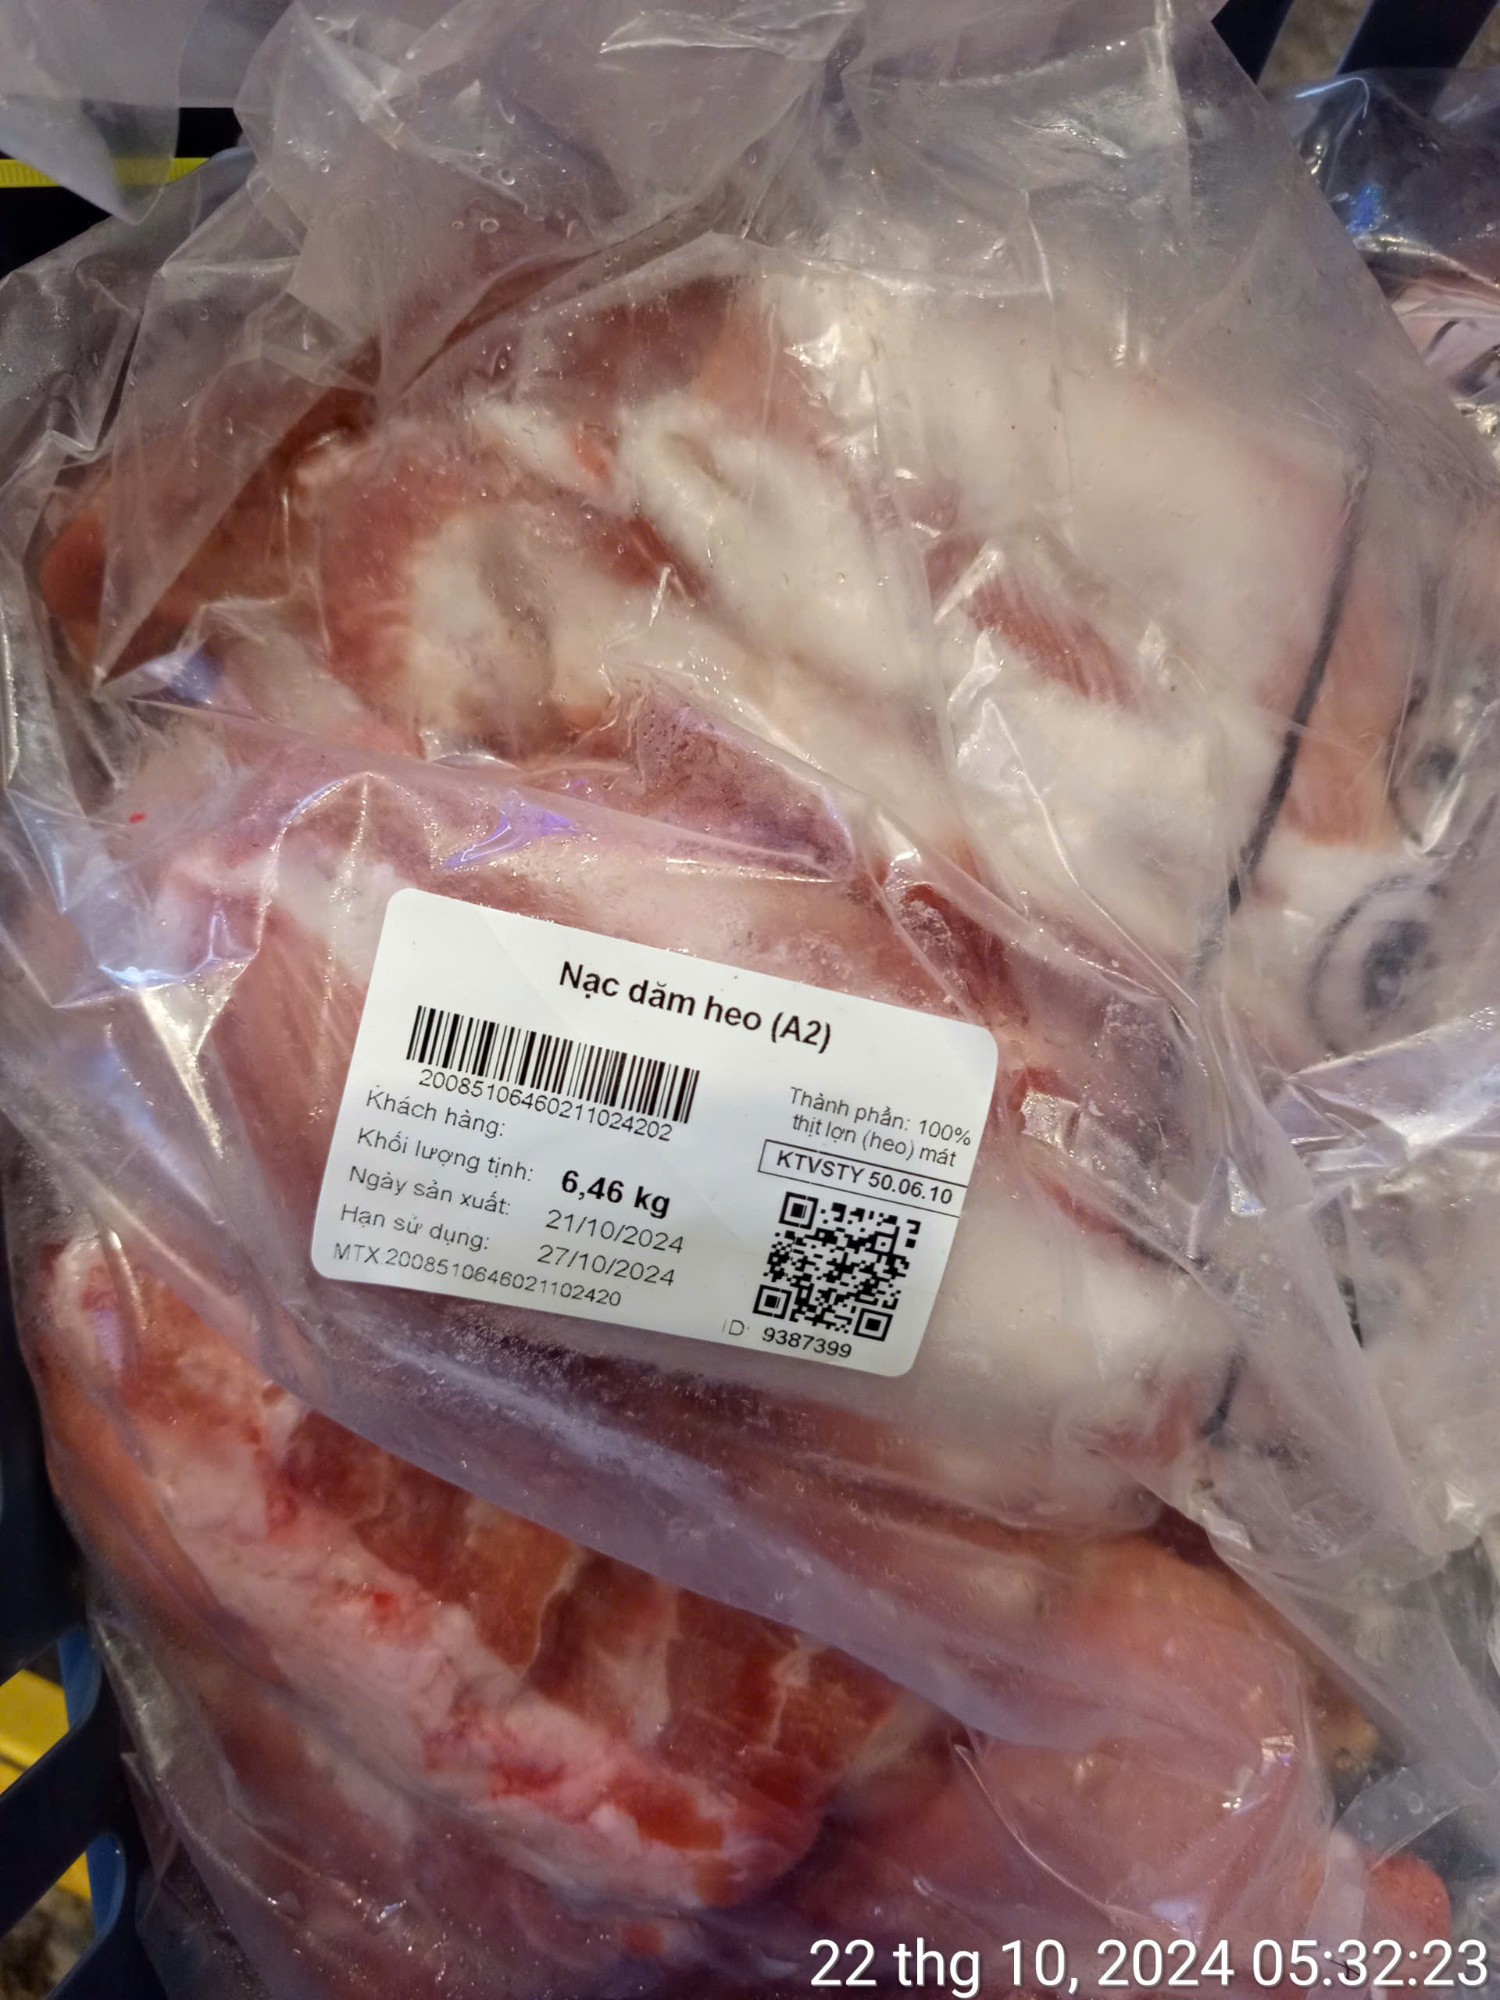 Nạc dăm heo (A2)
20085106460211024202
Khách hàng:
Khối lượng tịnh: 6,46 kg
Ngày sản xuất: 21/10/2024
Hạn sử dụng: 27/10/2024
MTX.2008510646021102420
Thành phần: 100%
thịt lợn (heo) mát
KTVSTY 50.06.10
ID: 9387399
22 thg 10, 2024 05:32:23